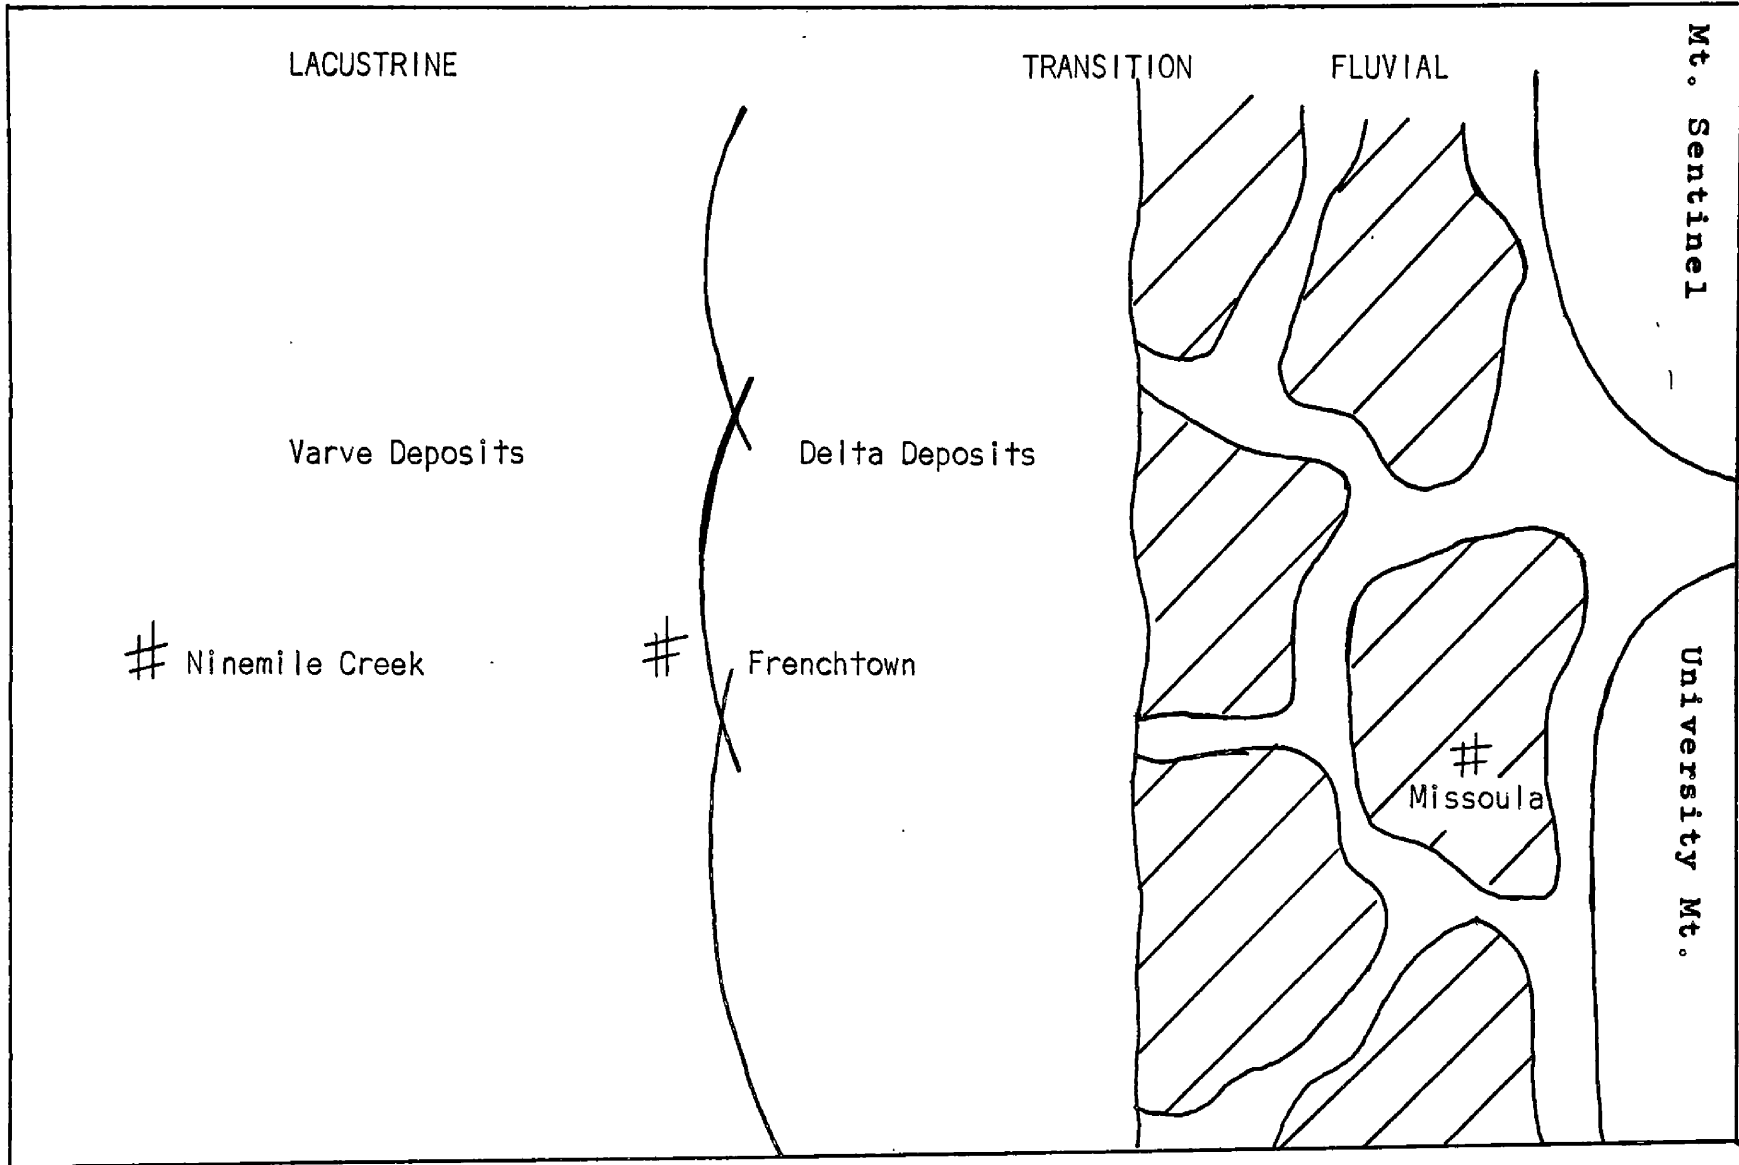 LACUSTRINE
TRANSITION
FLUVIAL
Mt. Sentinel
Varve Deposits
Delta Deposits
# Ninemile Creek
# Frenchtown
#
Missoula
University Mt.